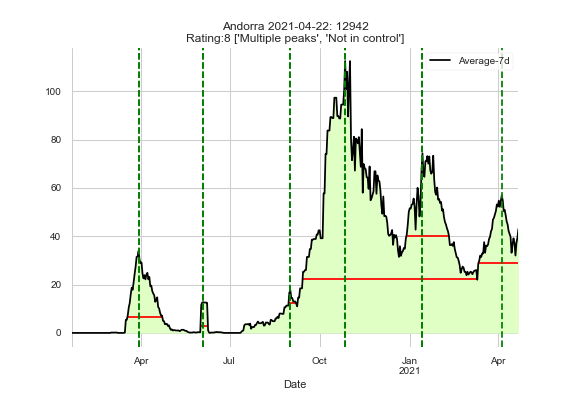 Andorra 2021-04-22: 12942
Rating:8 ['Multiple peaks', 'Not in control']
Average-7d
100
80
60
40
20
0
Apr
Jul
Oct
Jan
2021
Apr
Date